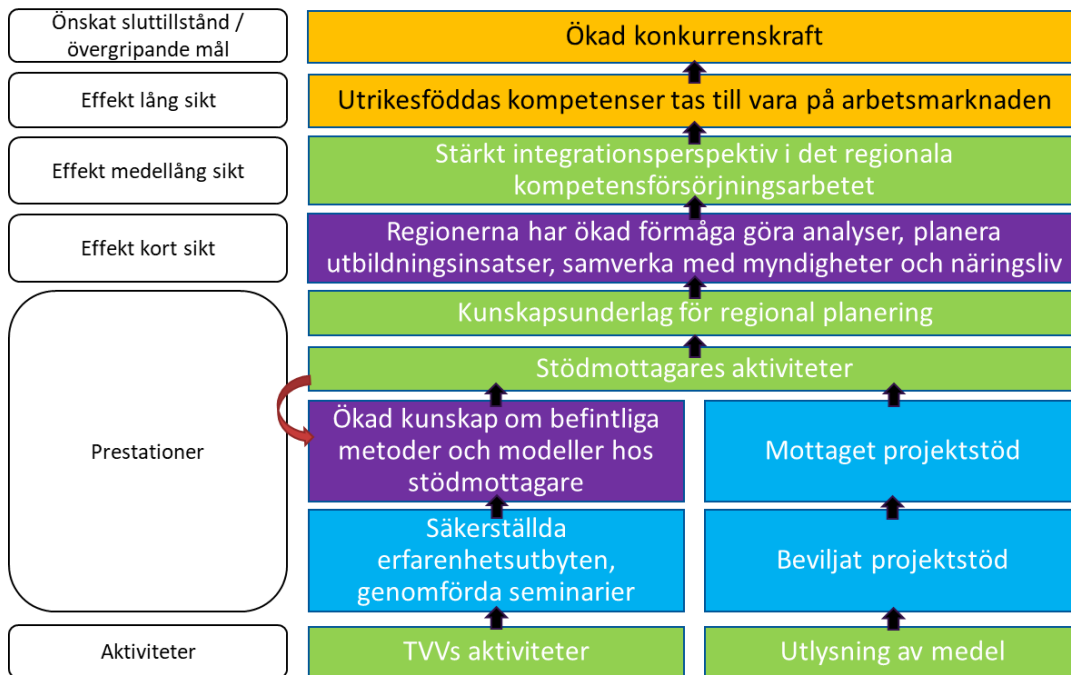 Önskat sluttillstånd /
övergripande mål
Ökad konkurrenskraft
Effekt lång sikt
Utrikesföddas kompetenser tas till vara på arbetsmarknaden
Effekt medellång sikt
Stärkt integrationsperspektiv i det regionala
kompetensförsörjningsarbetet
Effekt kort sikt
Regionerna har ökad förmåga göra analyser, planera
utbildningsinsatser, samverka med myndigheter och näringsliv
Prestationer
Kunskapsunderlag för regional planering
Stödmottagares aktiviteter
Ökad kunskap om befintliga
metoder och modeller hos
stödmottagare
Mottaget projektstöd
Säkerställda
erfarenhetsutbyten,
genomförda seminarier
Beviljat projektstöd
Aktiviteter
TVVs aktiviteter
Utlysning av medel